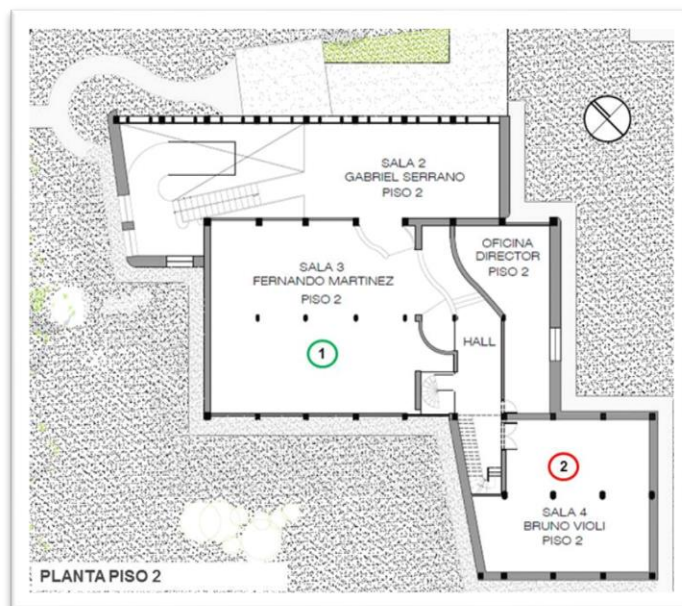 SALA 2
GABRIEL SERRANO
PISO 2
OFICINA
DIRECTOR
PISO 2
SALA 3
FERNANDO MARTINEZ
PISO 2
1
HALL
2
SALA 4
BRUNO VIOLI
PISO 2
PLANTA PISO 2